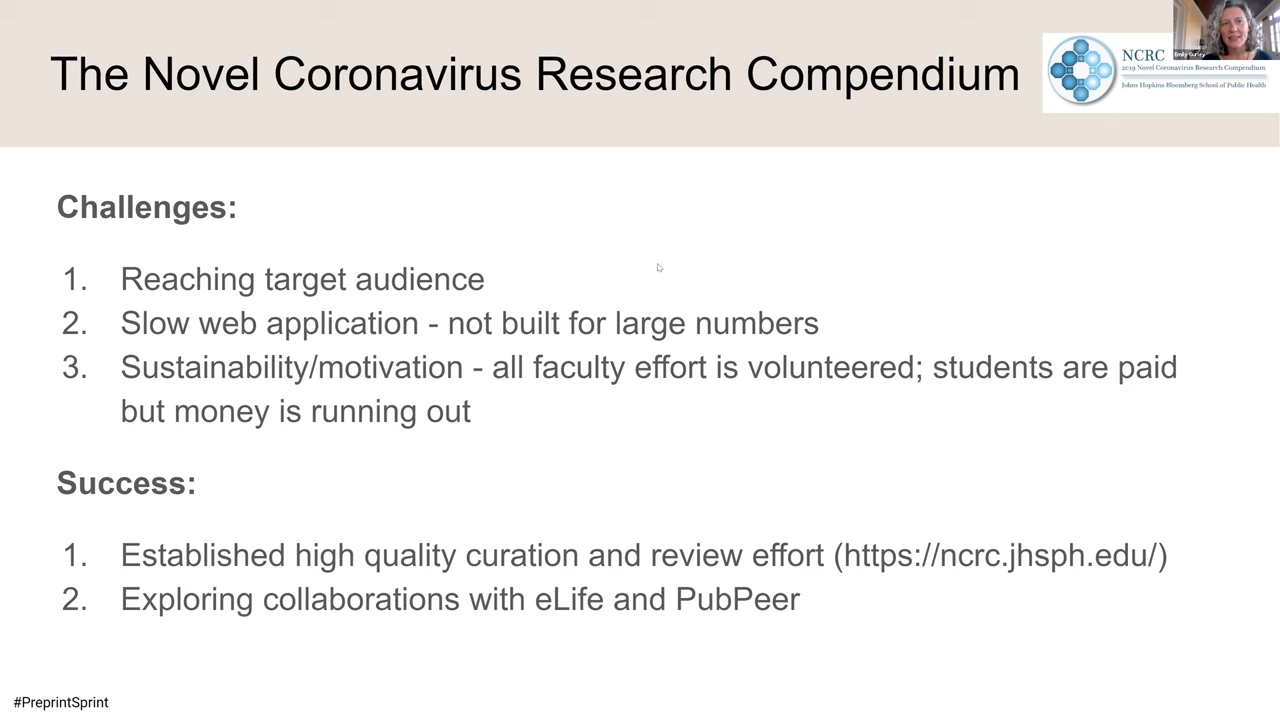 The Novel Coronavirus Research Compendium
NCRC
Emily Gurley
2019 Novel Coronavirus Research Compendium
Johns Hopkins Bloomberg School of Public Health
Challenges:
1. Reaching target audience
2. Slow web application - not built for large numbers
3. Sustainability/motivation - all faculty effort is volunteered; students are paid
but money is running out
Success:
1. Established high quality curation and review effort (https://ncrc.jhsph.edu/)
2. Exploring collaborations with eLife and PubPeer
#PreprintSprint